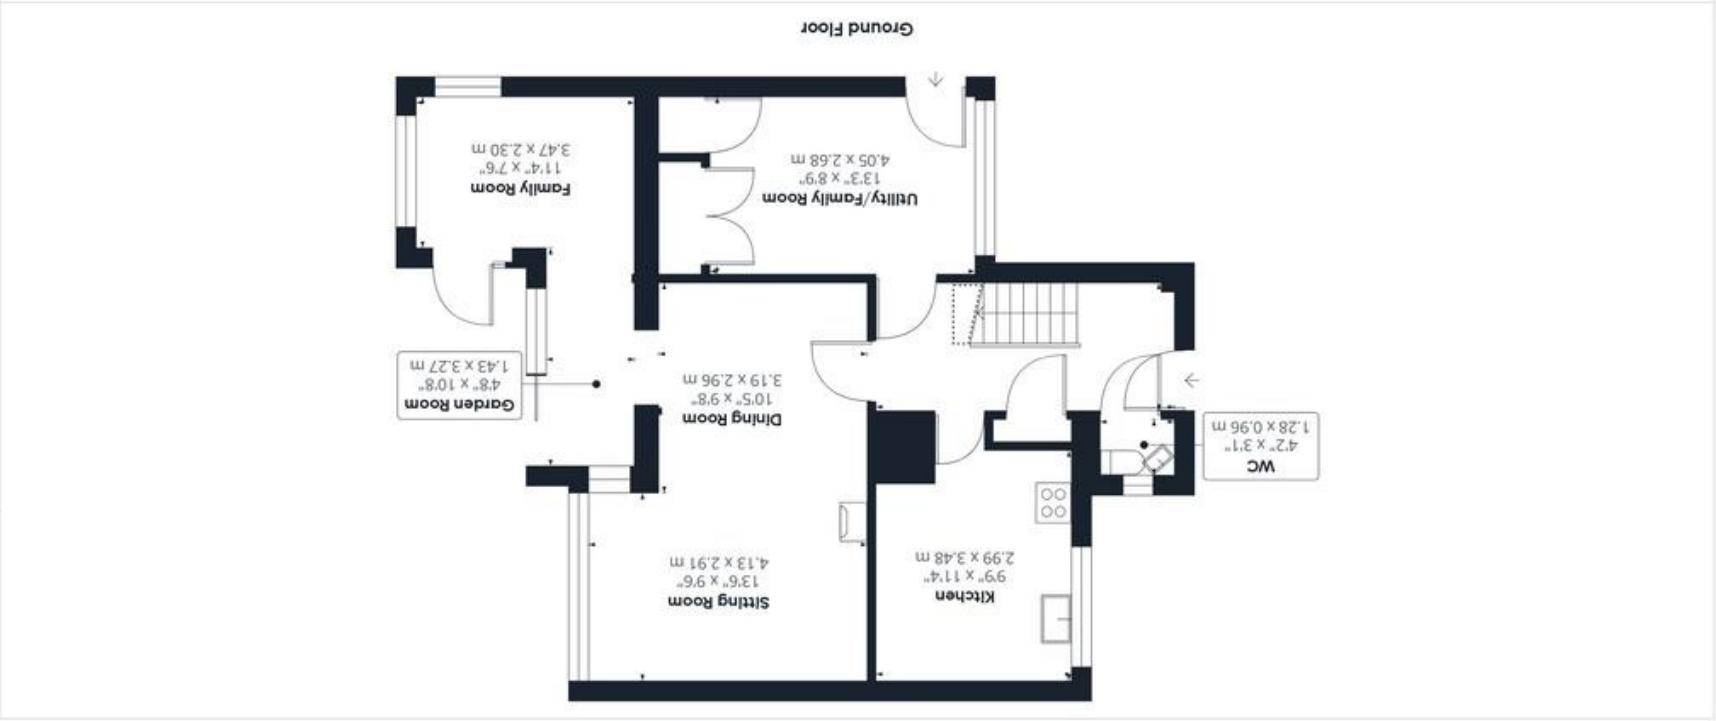 Sitting Room
13'6" x 9'6"
4.13 x 2.91 m
Kitchen
9'9" x 11'4"
2.99 x 3.48 m
WC
4'2" x 3'1"
1.28 x 0.96 m
Dining Room
10'5" x 9'8"
3.19 x 2.96 m
Garden Room
4'8" x 10'8"
1.43 x 3.27 m
Utility/Family Room
13'3" x 8'9"
4.05 x 2.68 m
Family Room
11'4" x 7'6"
3.47 x 2.30 m
Ground Floor